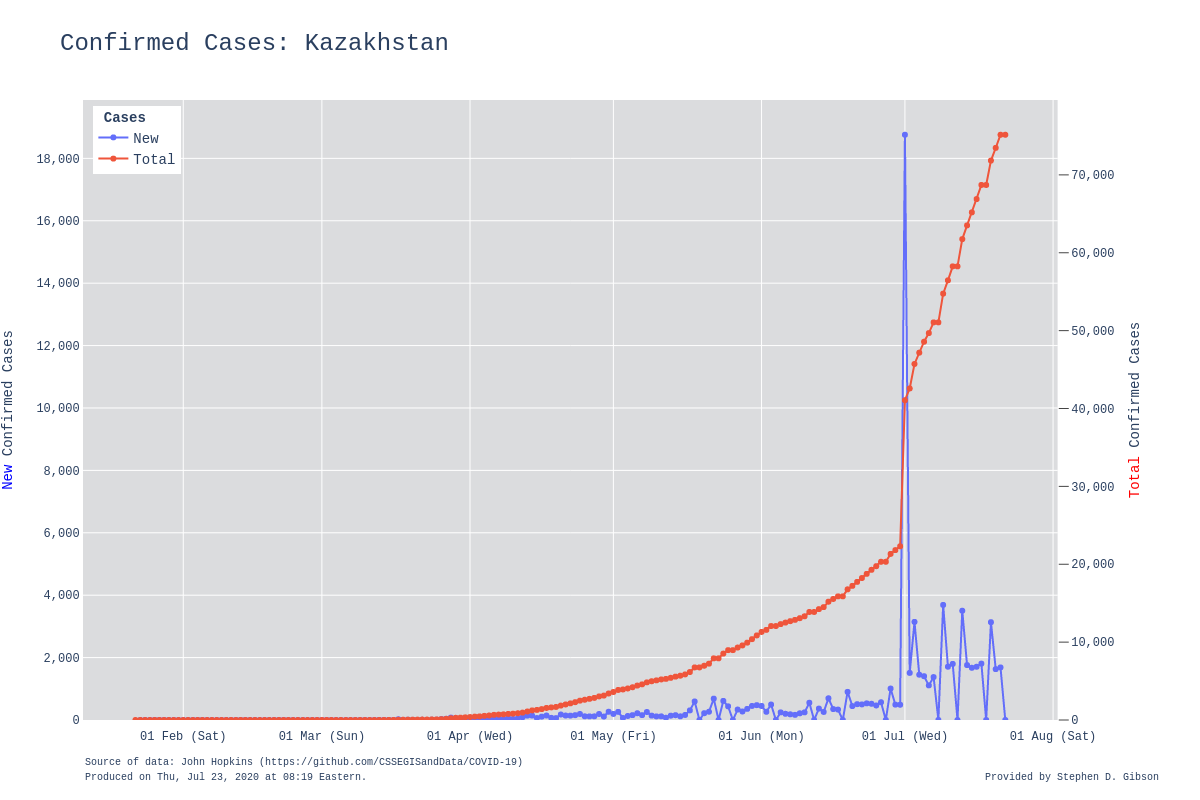 Confirmed Cases: Kazakhstan
Cases
New
Total
18,000
16,000
14,000
12,000
10,000
8,000
6,000
4,000
2,000
0
New Confirmed Cases
70,000
60,000
50,000
40,000
30,000
20,000
10,000
0
Total Confirmed Cases
01 Feb (Sat)
01 Mar (Sun)
01 Apr (Wed)
01 May (Fri)
01 Jun (Mon)
01 Jul (Wed)
01 Aug (Sat)
Source of data: John Hopkins (https://github.com/CSSEGISandData/COVID-19)
Produced on Thu, Jul 23, 2020 at 08:19 Eastern.
Provided by Stephen D. Gibson